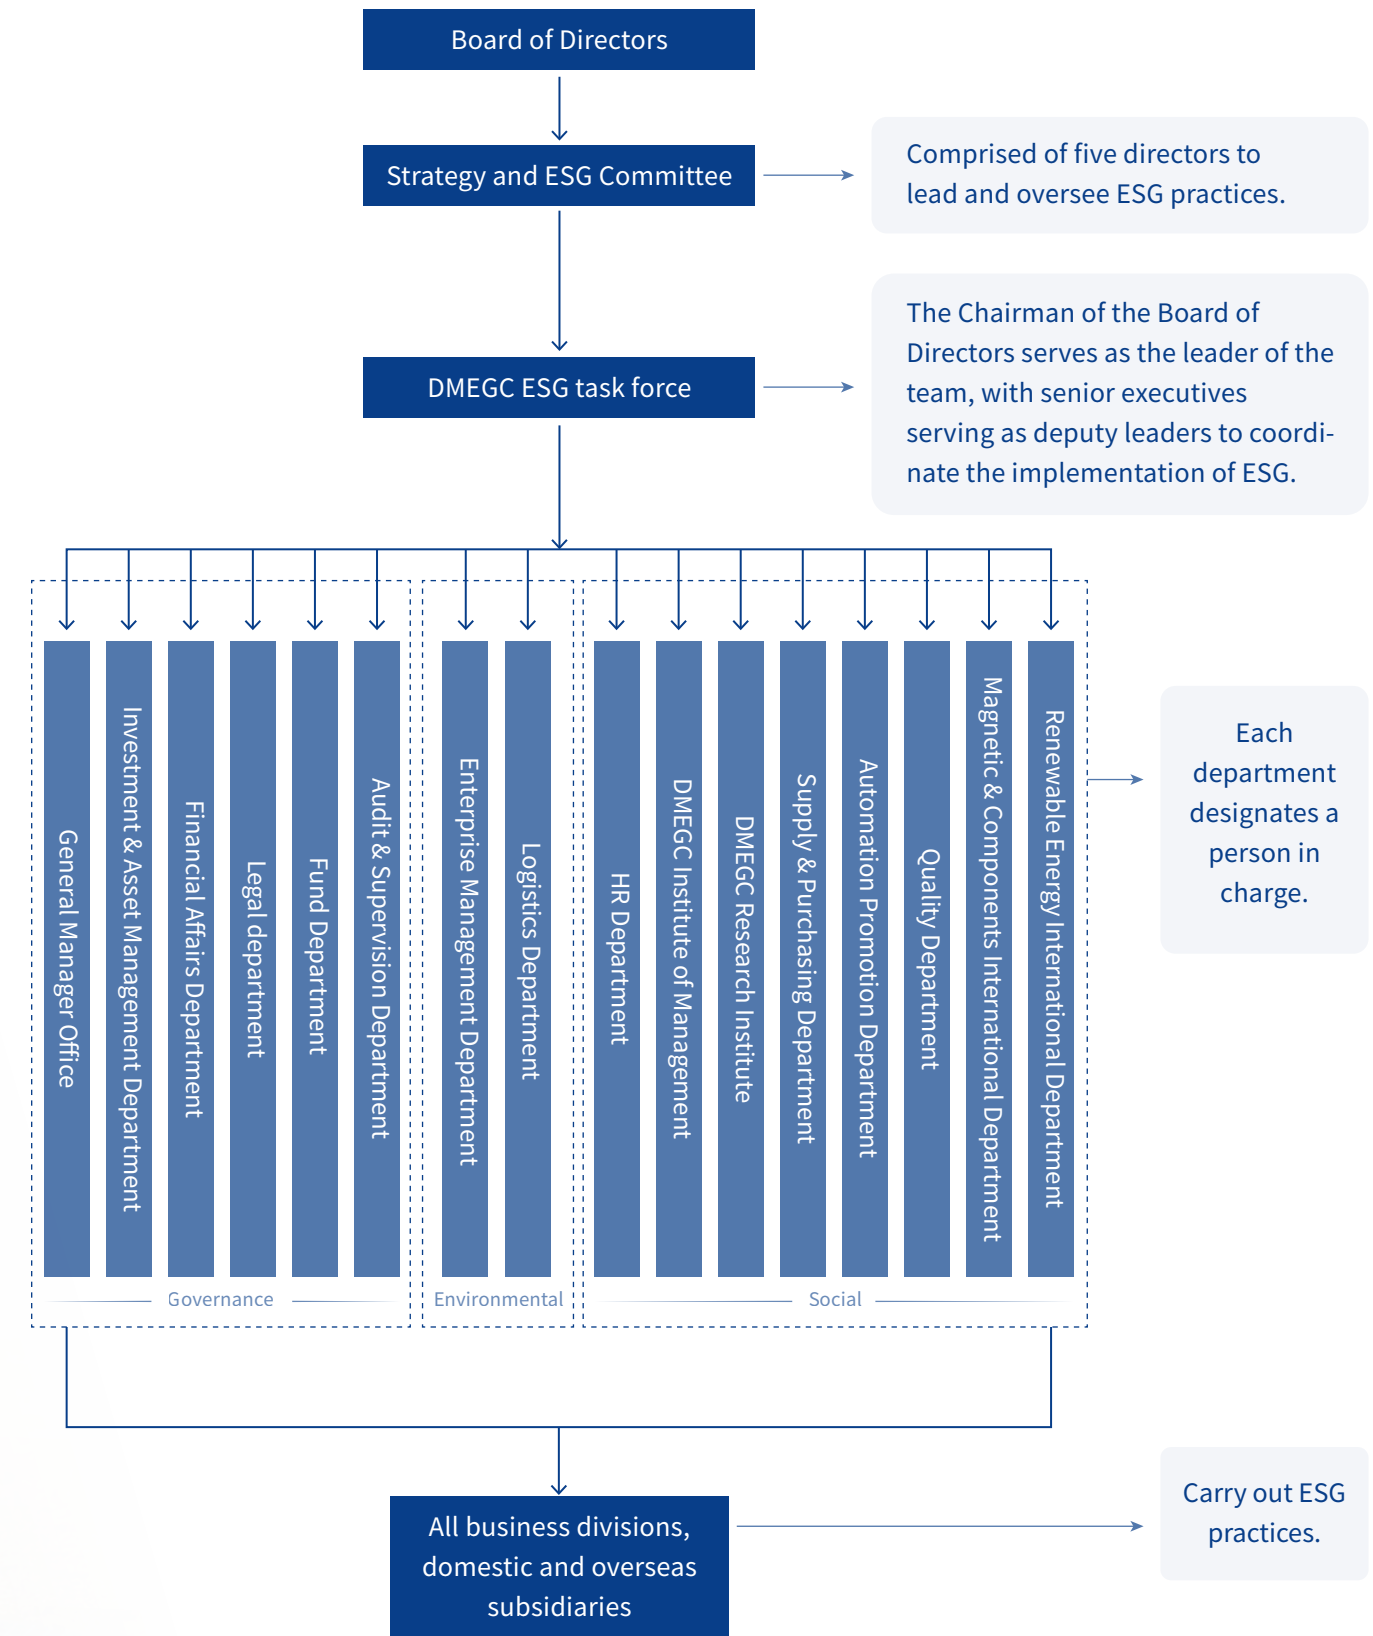 Board of Directors
Strategy and ESG Committee
Comprised of five directors to
lead and oversee ESG practices.
DMEGC ESG task force
The Chairman of the Board of
Directors serves as the leader of the
team, with senior executives
serving as deputy leaders to coordi-
nate the implementation of ESG.
General Manager Office
Investment & Asset Management Department
Financial Affairs Department
Legal department
Fund Department
Audit & Supervision Department
Governance
Enterprise Management Department
Logistics Department
Environmental
HR Department
DMEGC Institute of Management
DMEGC Research Institute
Supply & Purchasing Department
Automation Promotion Department
Quality Department
Magnetic & Components International Department
Renewable Energy International Department
Social
Each
department
designates a
person in
charge.
All business divisions,
domestic and overseas
subsidiaries
Carry out ESG
practices.